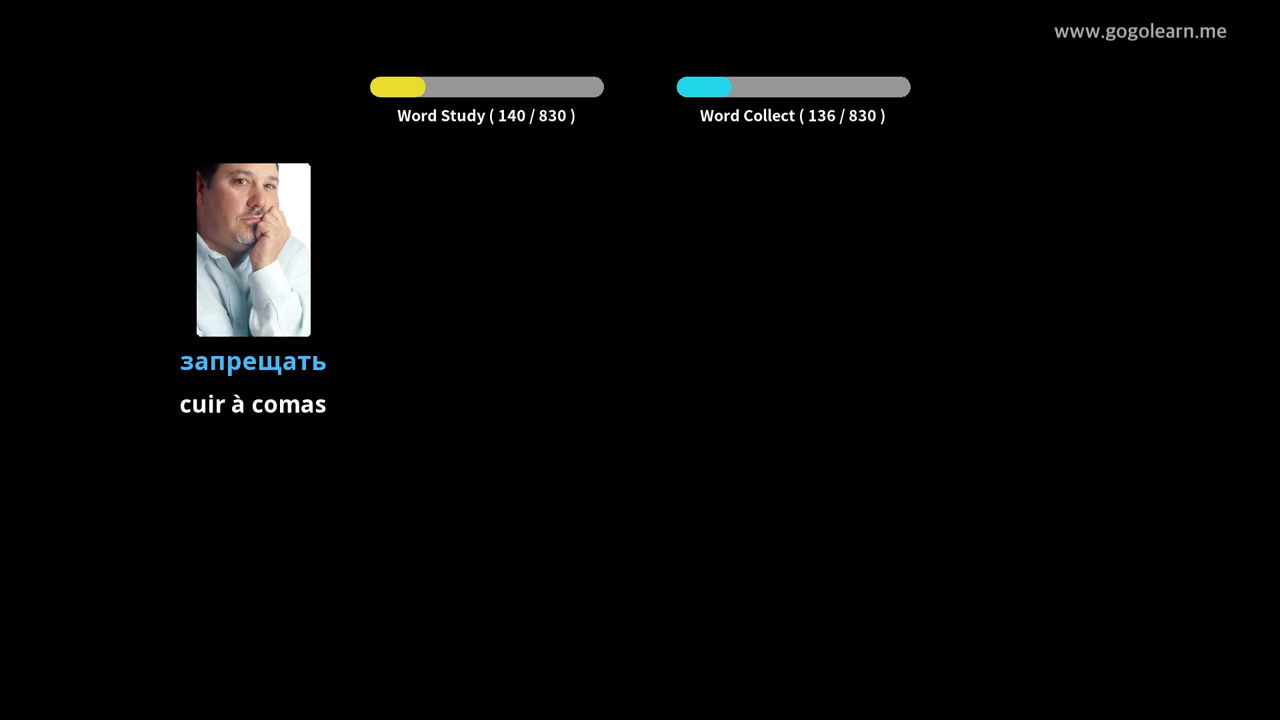 www.gogolearn.me
Word Study ( 140 / 830 )
Word Collect ( 136 / 830 )
запрещать
cuir à comas